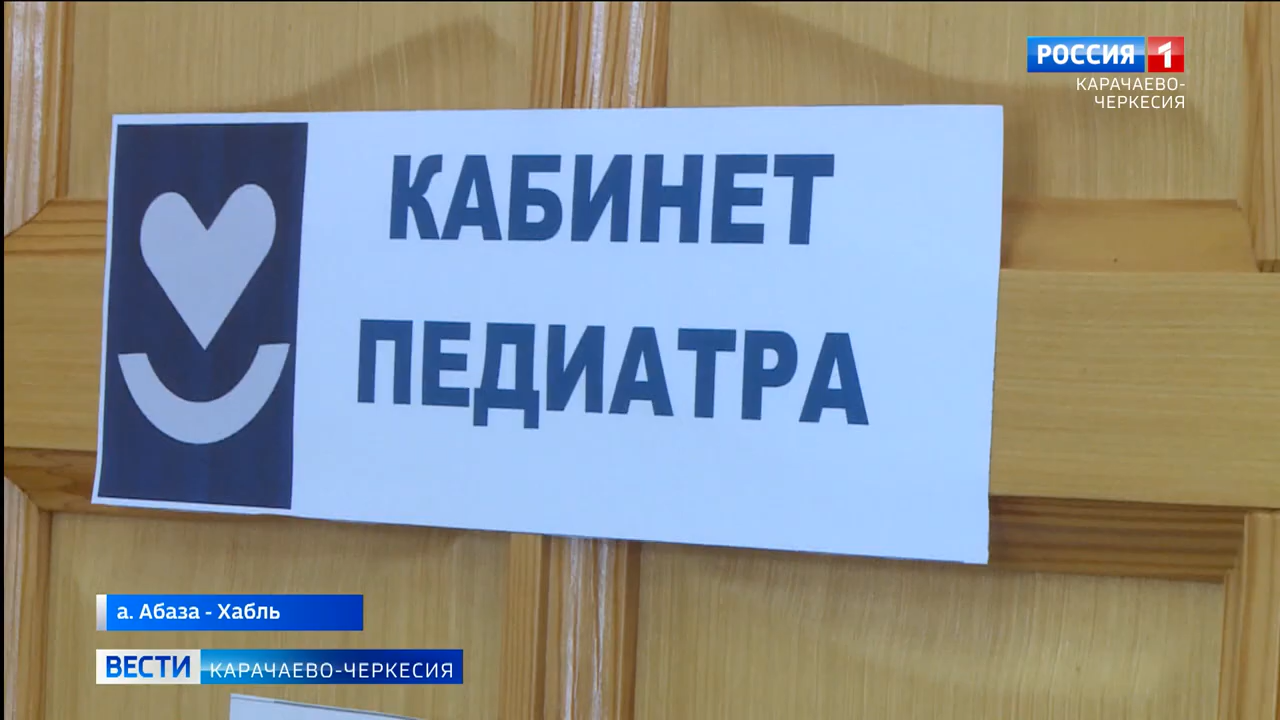 РОССИЯ 1
КАРАЧАЕВО-
ЧЕРКЕСИЯ
КАБИНЕТ
ПЕДИАТРА
а. Абаза - Хабль
ВЕСТИ КАРАЧАЕВО-ЧЕРКЕСИЯ